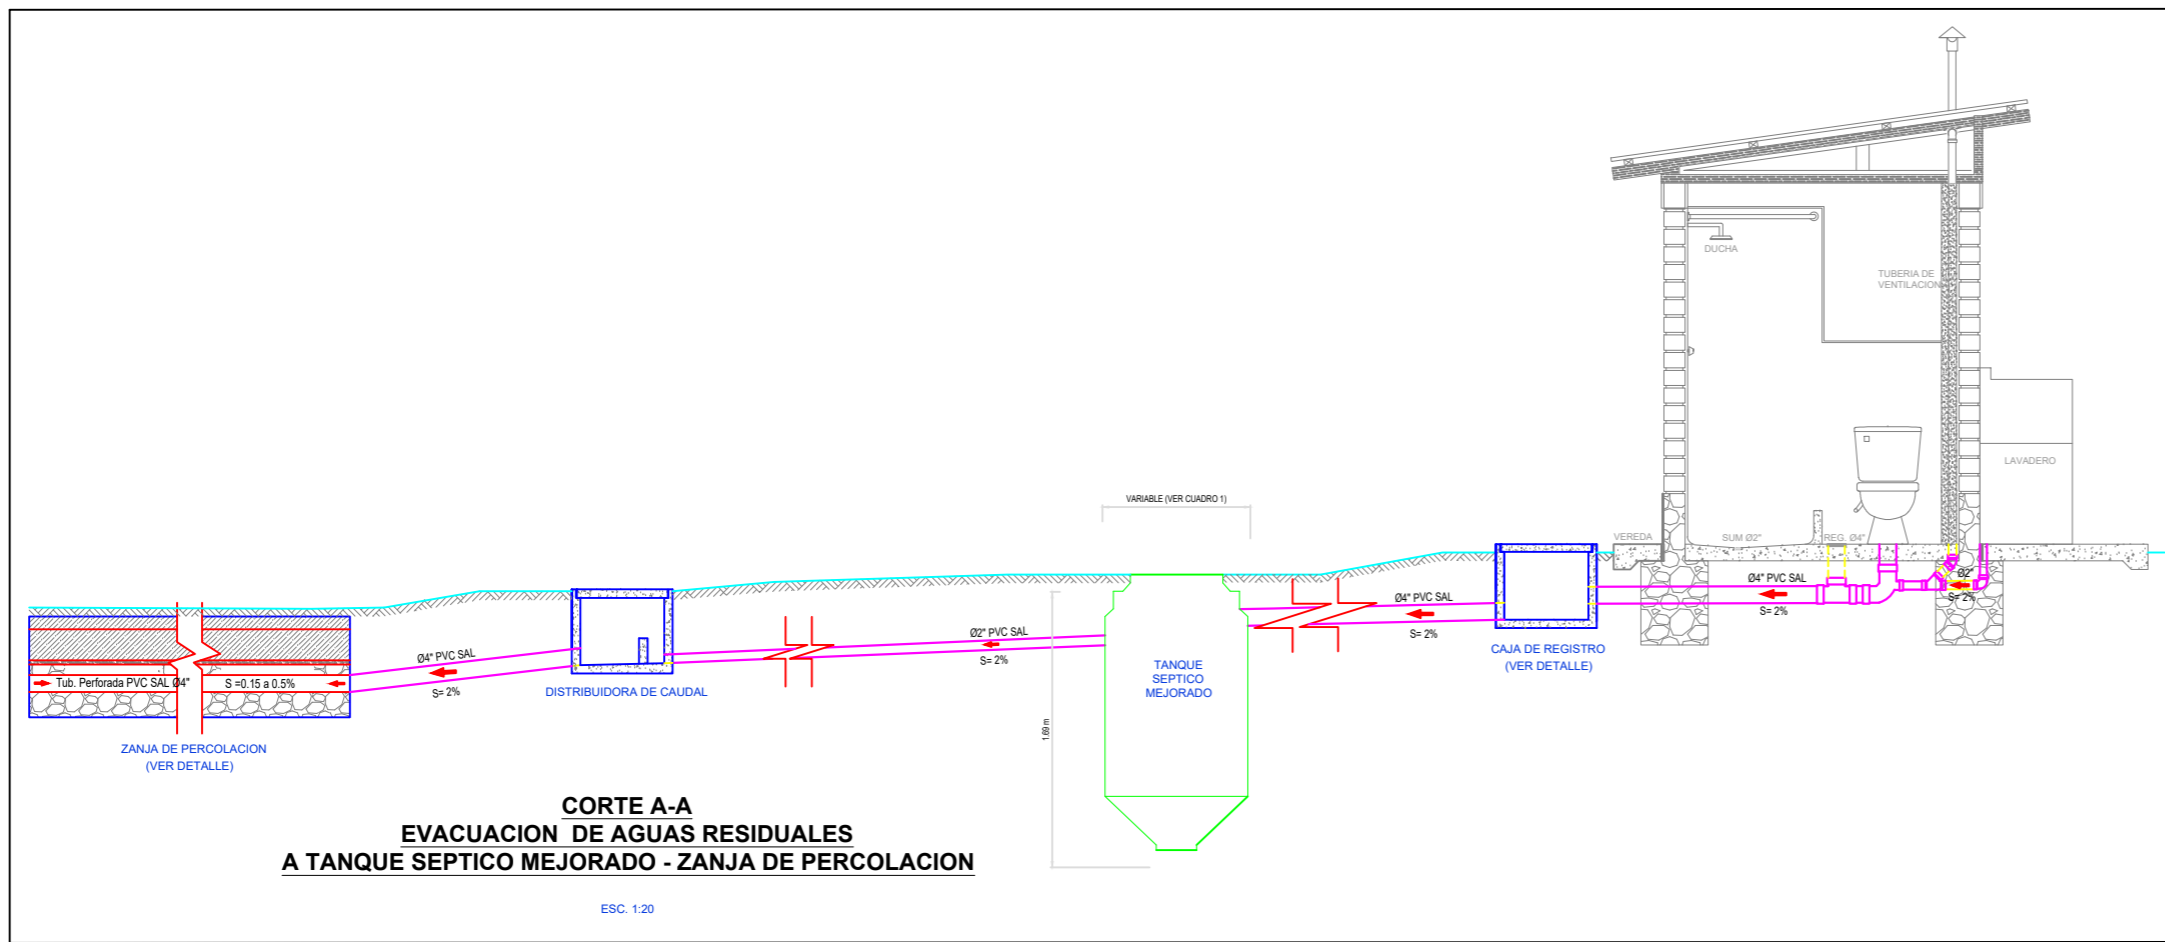 DUCHA
TUBERIA DE
VENTILACION
LAVADERO
VARIABLE (VER CUADRO 1)
VEREDA
SUM Ø2"
REG. Ø4"
Ø4" PVC SAL
S= 2%
Ø2"
S= 2%
Ø4" PVC SAL
S= 2%
CAJA DE REGISTRO
(VER DETALLE)
TANQUE
SEPTICO
MEJORADO
1.69 m
Ø2" PVC SAL
S= 2%
DISTRIBUIDORA DE CAUDAL
Ø4" PVC SAL
S= 2%
Tub. Perforada PVC SAL Ø4"
S =0.15 a 0.5%
ZANJA DE PERCOLACION
(VER DETALLE)
CORTE A-A
EVACUACION DE AGUAS RESIDUALES
A TANQUE SEPTICO MEJORADO - ZANJA DE PERCOLACION
ESC. 1:20